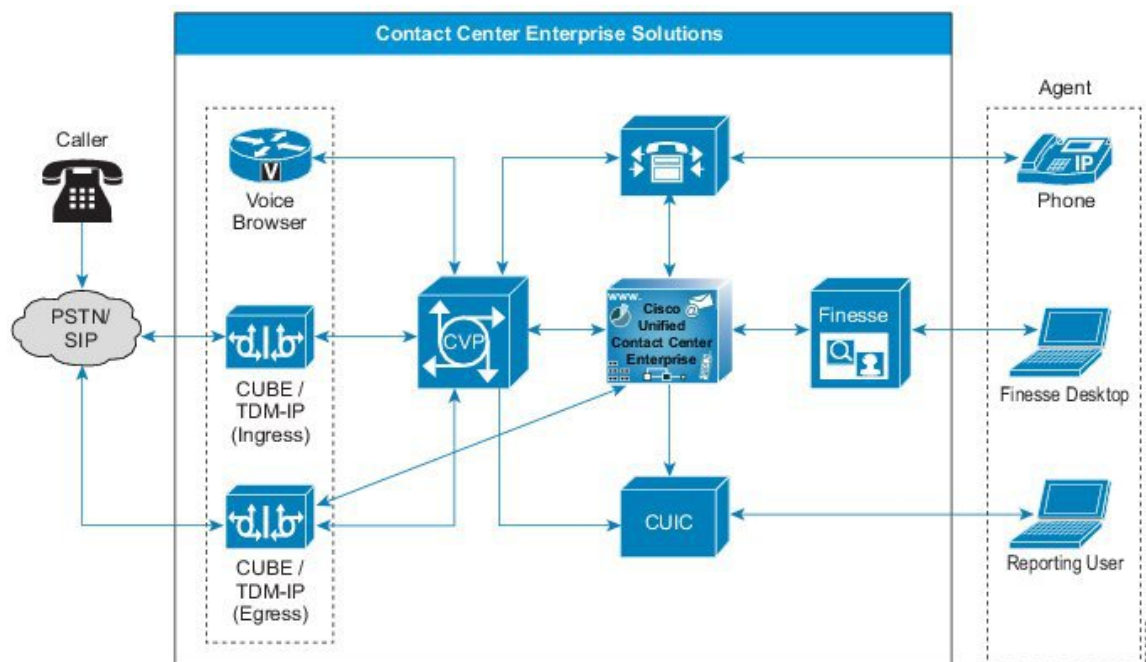 Contact Center Enterprise Solutions
Caller
PSTN/
SIP
V
Voice
Browser
CUBE /
TDM-IP
(Ingress)
CUBE /
TDM-IP
(Egress)
CVP
www.
@
Cisco
Unified
Contact Center
Enterprise
Finesse
CUIC
Agent
IP
Phone
Finesse Desktop
Reporting User